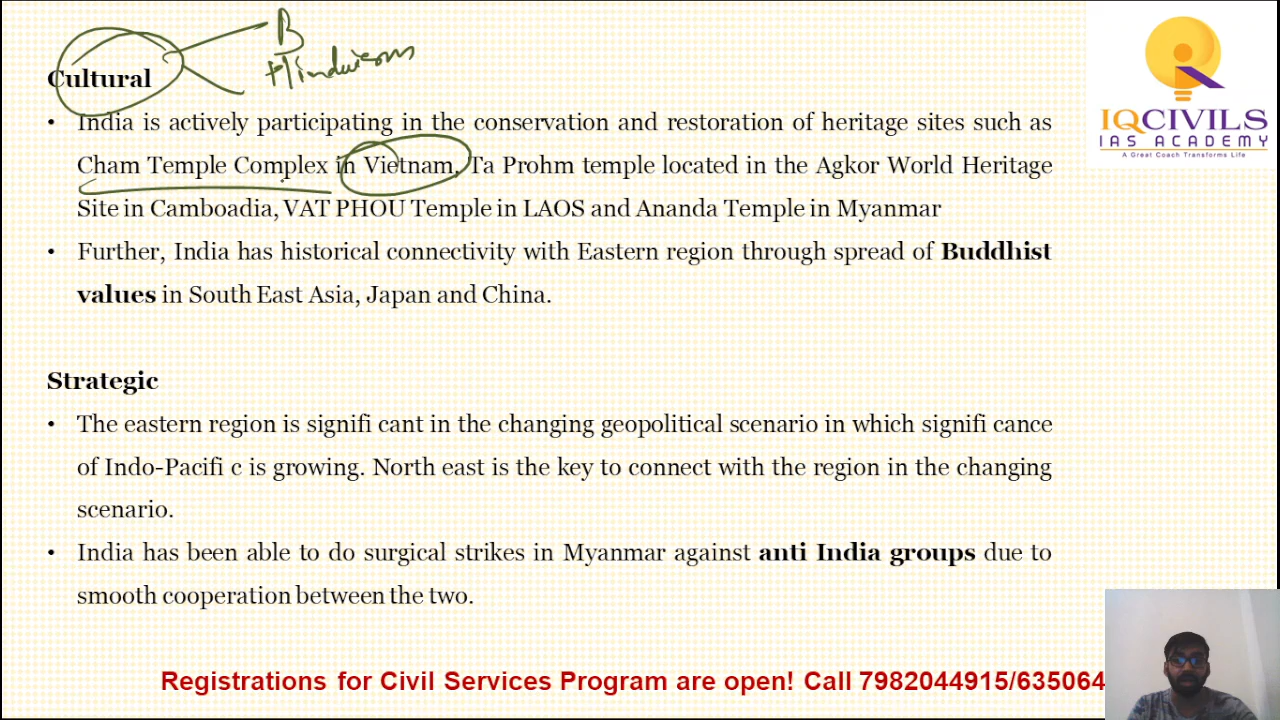 B
Hinduism
Cultural
• India is actively participating in the conservation and restoration of heritage sites such as
Cham Temple Complex in Vietnam, Ta Prohm temple located in the Agkor World Heritage
Site in Camboadia, VAT PHOU Temple in LAOS and Ananda Temple in Myanmar
• Further, India has historical connectivity with Eastern region through spread of Buddhist
values in South East Asia, Japan and China.
Strategic
• The eastern region is signifi cant in the changing geopolitical scenario in which signifi cance
of Indo-Pacifi c is growing. North east is the key to connect with the region in the changing
scenario.
• India has been able to do surgical strikes in Myanmar against anti India groups due to
smooth cooperation between the two.
Registrations for Civil Services Program are open! Call 7982044915/635064
IQCIVILS
IAS ACADEMY
A Great Coach Transforms Life